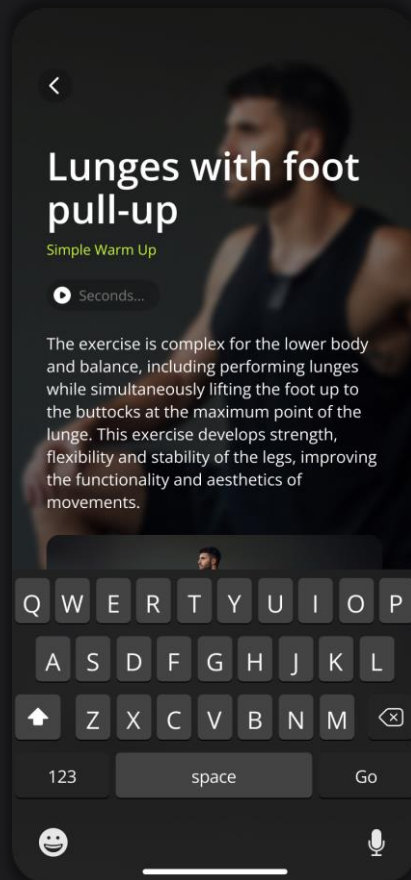 Lunges with foot
pull-up
Simple Warm Up
Seconds...
The exercise is complex for the lower body
and balance, including performing lunges
while simultaneously lifting the foot up to
the buttocks at the maximum point of the
lunge. This exercise develops strength,
flexibility and stability of the legs, improving
the functionality and aesthetics of
movements.
Q W E R T Y U I O P
A S D F G H J K L
Z X C V B N M
123 space Go